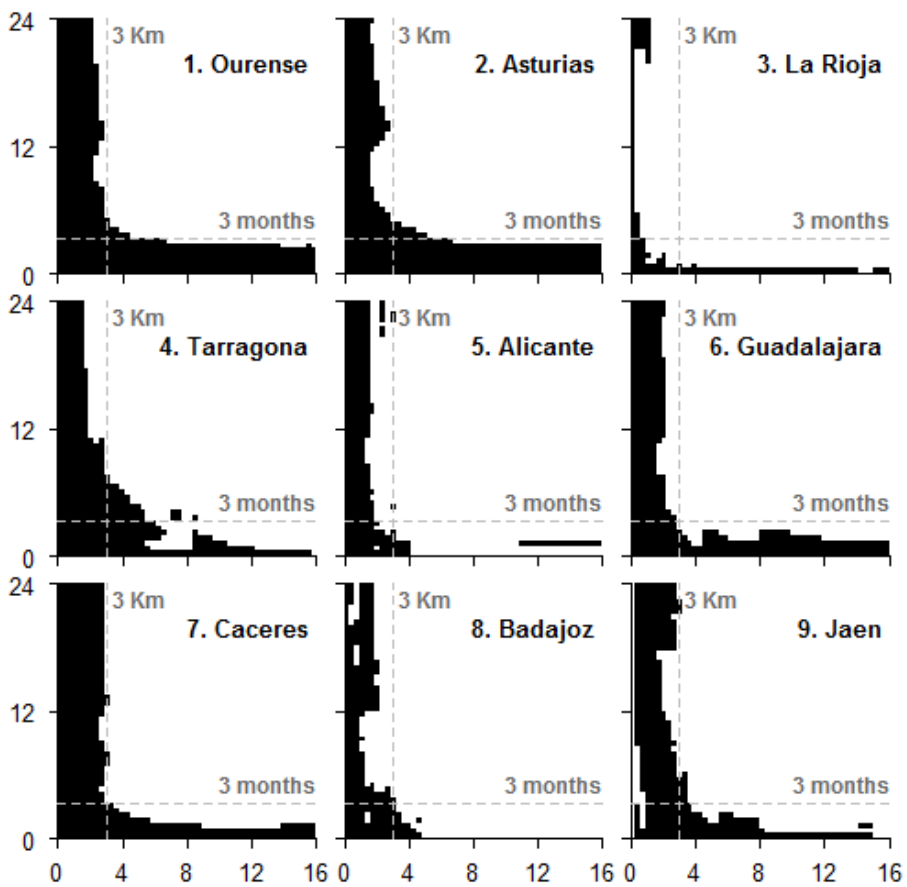 24
3 Km
3 Km
3 Km
1. Ourense
2. Asturias
3. La Rioja
12
3 months
3 months
3 months
0
24
3 Km
3 Km
3 Km
4. Tarragona
5. Alicante
6. Guadalajara
12
3 months
3 months
3 months
0
24
3 Km
3 Km
3 Km
7. Caceres
8. Badajoz
9. Jaen
12
3 months
3 months
3 months
0
0 4 8 12 16 0 4 8 12 16 0 4 8 12 16